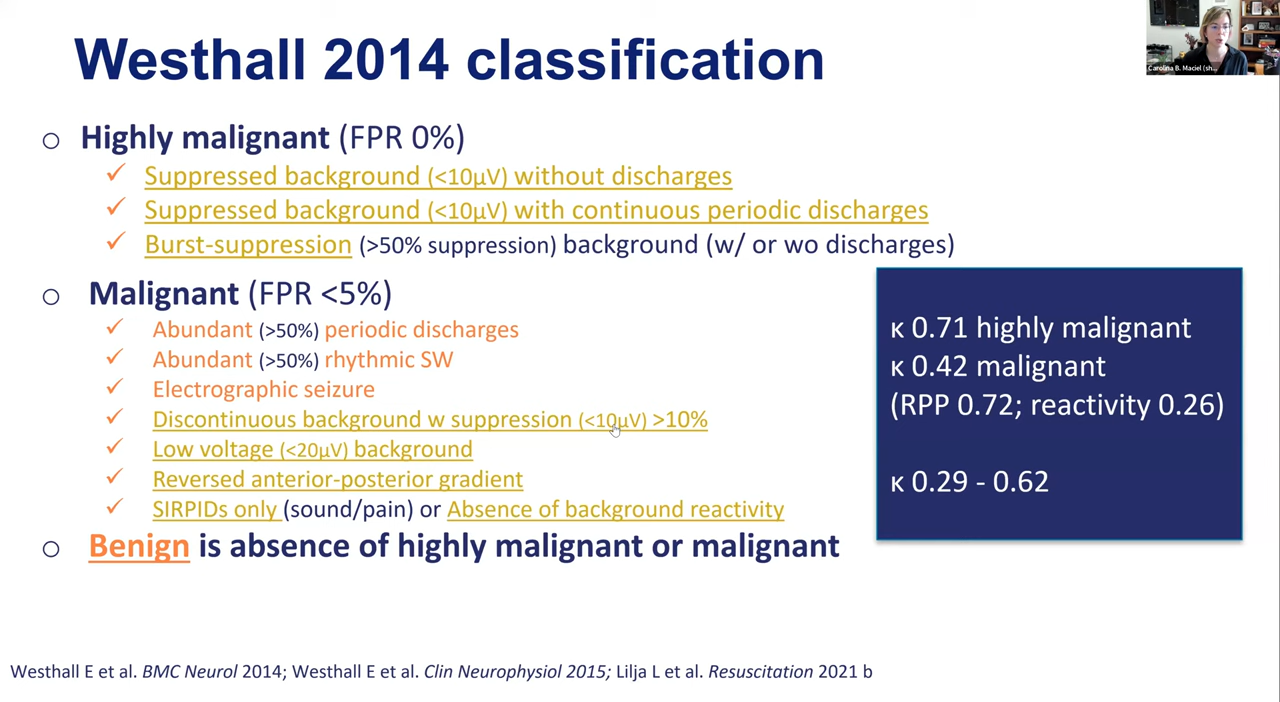 Westhall 2014 classification
Carolina B. Maciel (sh...
o Highly malignant (FPR 0%)
✓ Suppressed background (<10µV) without discharges
✓ Suppressed background (<10µV) with continuous periodic discharges
✓ Burst-suppression (>50% suppression) background (w/ or wo discharges)
o Malignant (FPR <5%)
✓ Abundant (>50%) periodic discharges
✓ Abundant (>50%) rhythmic SW
✓ Electrographic seizure
✓ Discontinuous background w suppression (<10µV) >10%
✓ Low voltage (<20µV) background
✓ Reversed anterior-posterior gradient
✓ SIRPIDs only (sound/pain) or Absence of background reactivity
o Benign is absence of highly malignant or malignant
κ 0.71 highly malignant
κ 0.42 malignant
(RPP 0.72; reactivity 0.26)
κ 0.29 - 0.62
Westhall E et al. BMC Neurol 2014; Westhall E et al. Clin Neurophysiol 2015; Lilja L et al. Resuscitation 2021 b